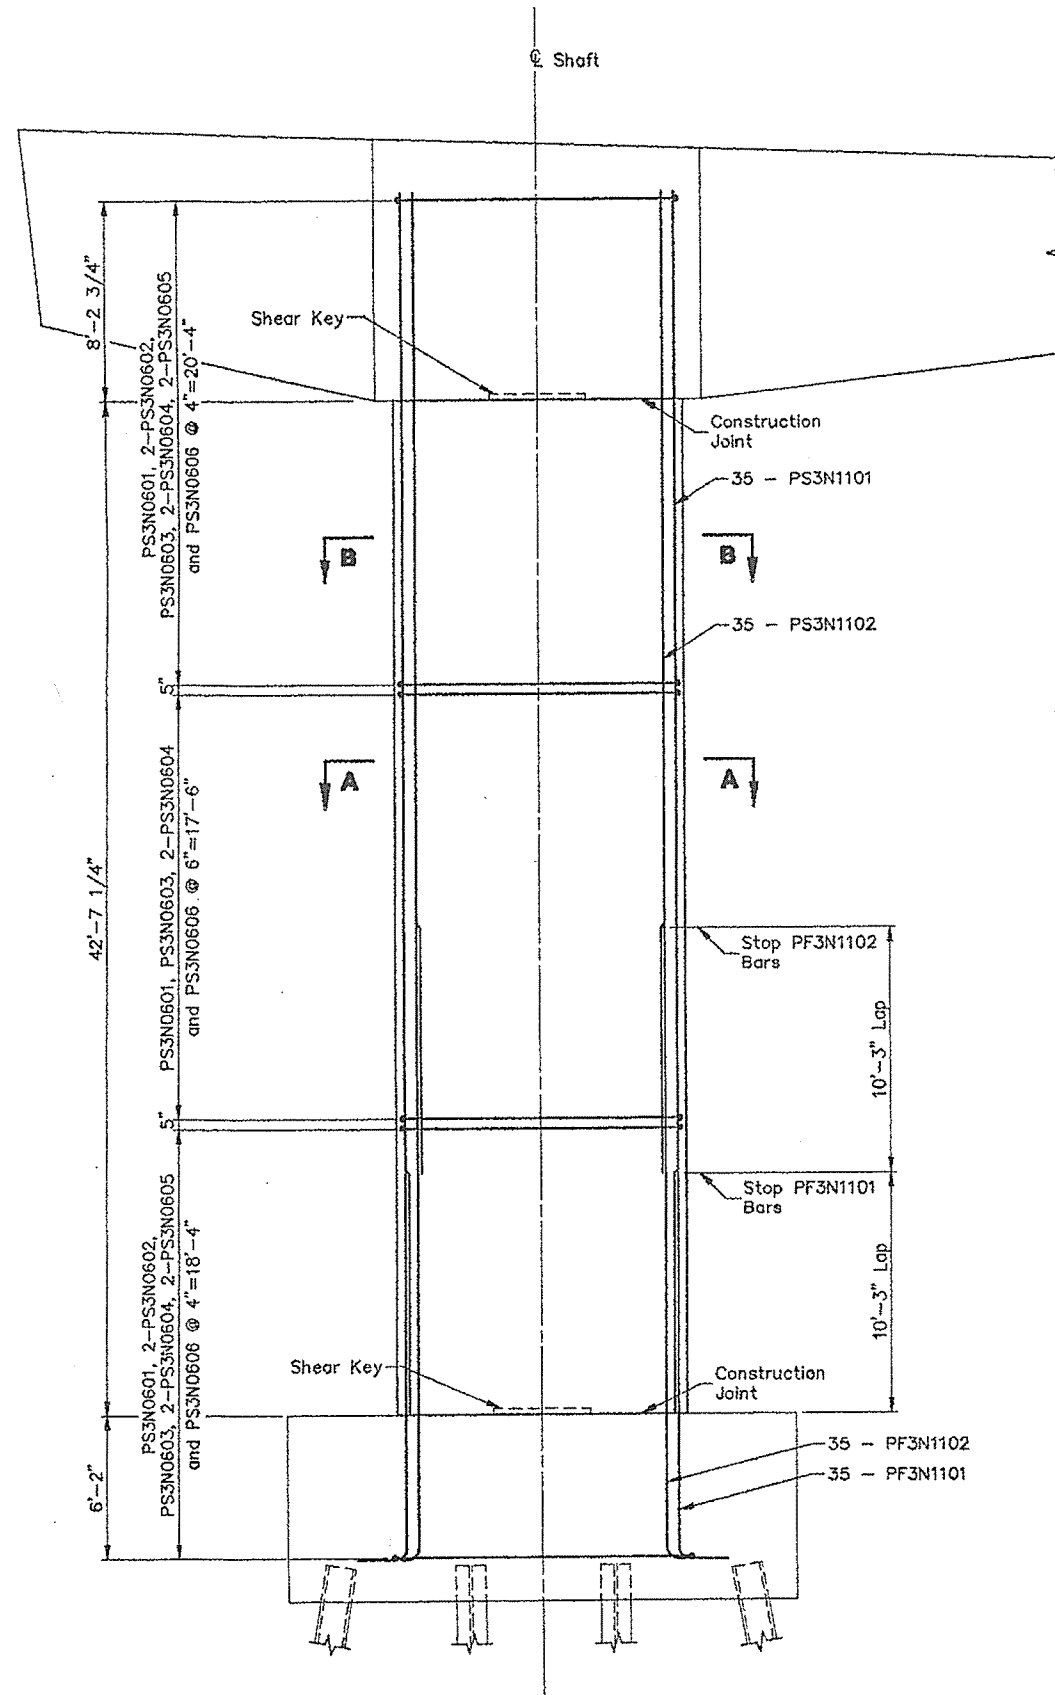 ℄ Shaft
8'-2 3/4"
PS3N0601, 2-PS3N0602,
PS3N0603, 2-PS3N0604, 2-PS3N0605
and PS3N0606 @ 4"=20'-4"
Shear Key
Construction
Joint
35 - PS3N1101
B
B
35 - PS3N1102
5"
A
A
42'-7 1/4"
PS3N0601, PS3N0603, 2-PS3N0604
and PS3N0606 @ 6"=17'-6"
Stop PF3N1102
Bars
10'-3" Lap
5"
Stop PF3N1101
Bars
10'-3" Lap
PS3N0601, 2-PS3N0602,
PS3N0603, 2-PS3N0604, 2-PS3N0605
and PS3N0606 @ 4"=18'-4"
Shear Key
Construction
Joint
6'-2"
35 - PF3N1102
35 - PF3N1101